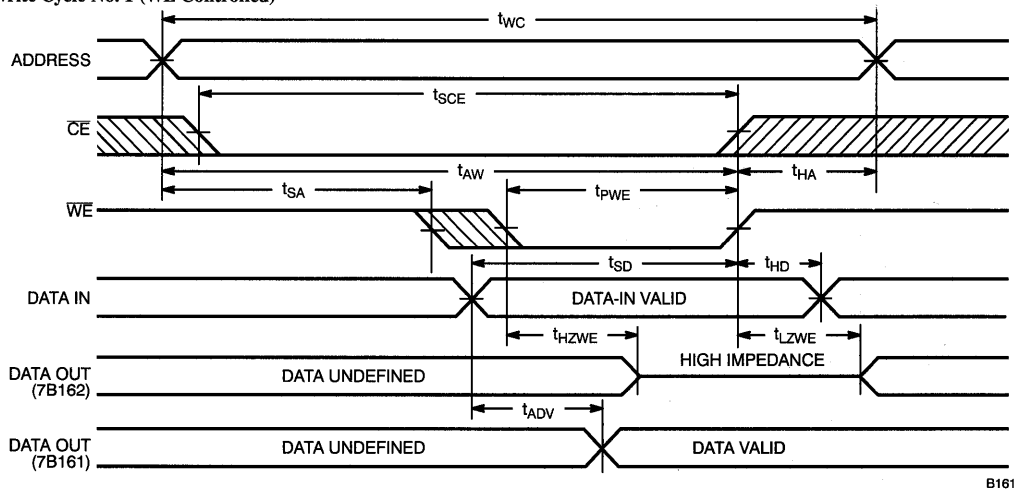 Write Cycle No. 1 (WE Controlled)
tWC
ADDRESS
tSCE
CE
tAW
tHA
tSA
tPWE
WE
tSD
tHD
DATA IN
DATA-IN VALID
tHZWE
tLZWE
HIGH IMPEDANCE
DATA OUT
(7B162)
DATA UNDEFINED
tADV
DATA OUT
(7B161)
DATA UNDEFINED
DATA VALID
B161